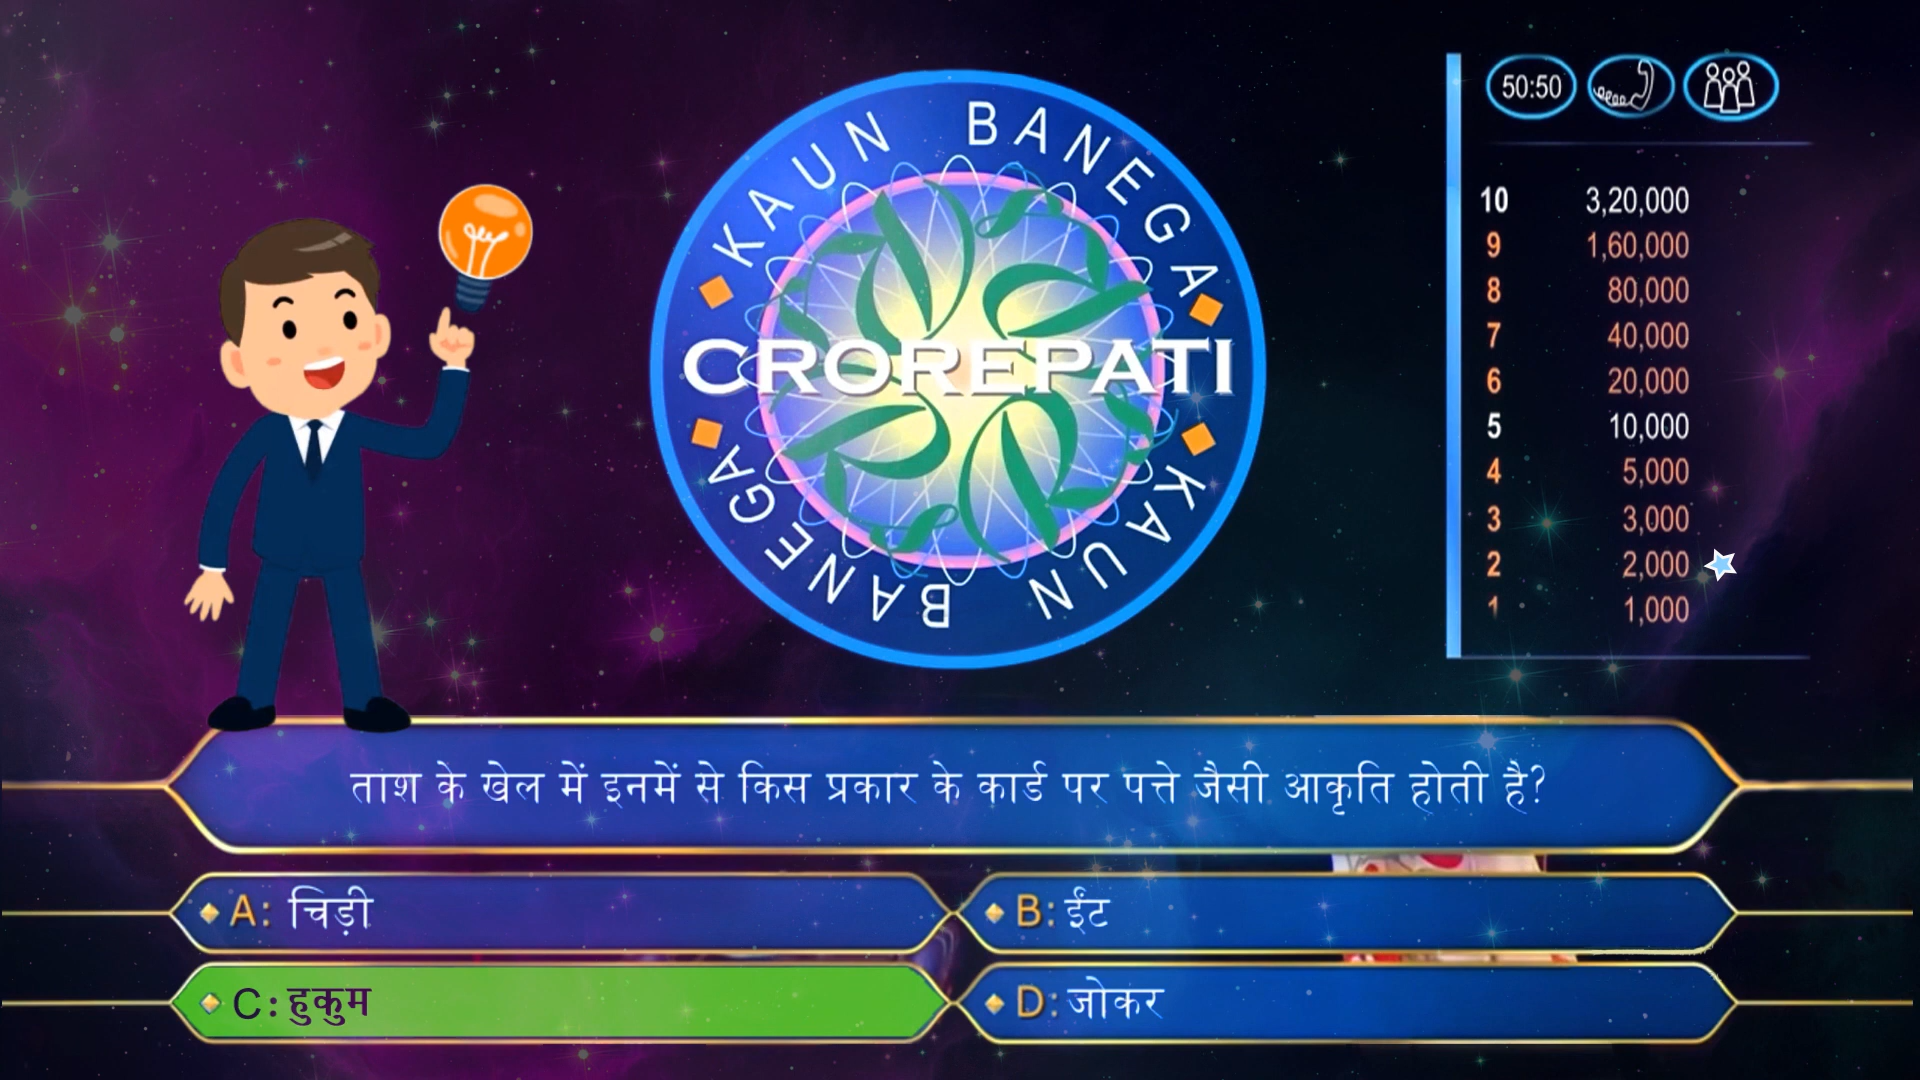 KAUN BANEGA
CROREPATI
KAUN BANEGA
50:50
10 3,20,000
9 1,60,000
8 80,000
7 40,000
6 20,000
5 10,000
4 5,000
3 3,000
2 2,000
1 1,000
ताश के खेल में इनमें से किस प्रकार के कार्ड पर पत्ते जैसी आकृति होती है?
A: चिड़ी
B: ईंट
C: हुकुम
D: जोकर